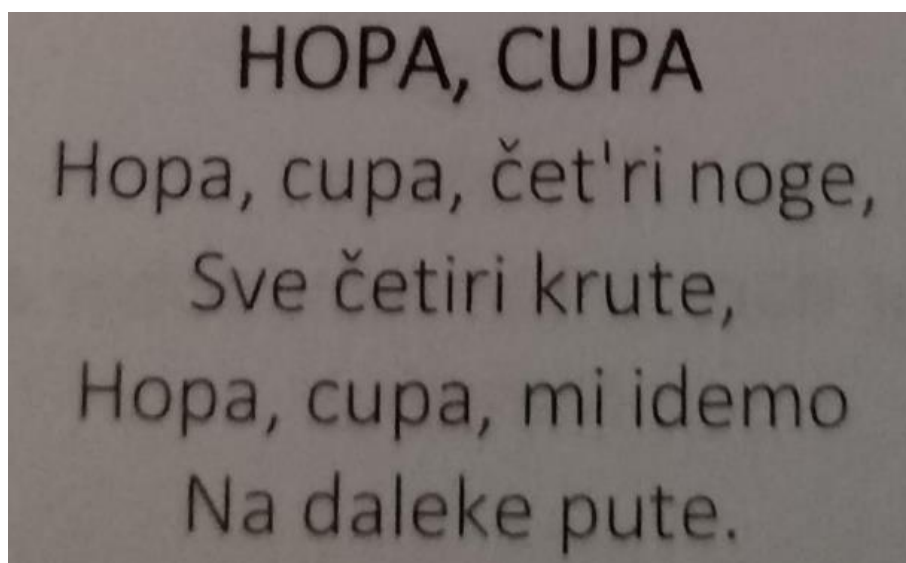 HOPA, CUPA
Hopa, cupa, čet'ri noge,
Sve četiri krute,
Hopa, cupa, mi idemo
Na daleke pute.